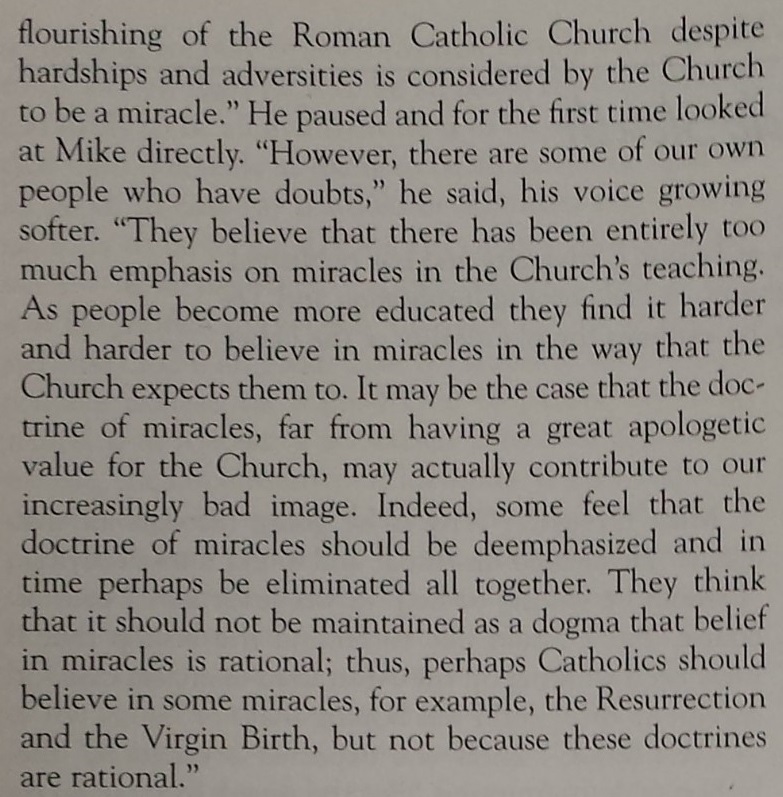 flourishing of the Roman Catholic Church despite
hardships and adversities is considered by the Church
to be a miracle.” He paused and for the first time looked
at Mike directly. “However, there are some of our own
people who have doubts,” he said, his voice growing
softer. “They believe that there has been entirely too
much emphasis on miracles in the Church’s teaching.
As people become more educated they find it harder
and harder to believe in miracles in the way that the
Church expects them to. It may be the case that the doc-
trine of miracles, far from having a great apologetic
value for the Church, may actually contribute to our
increasingly bad image. Indeed, some feel that the
doctrine of miracles should be deemphasized and in
time perhaps be eliminated all together. They think
that it should not be maintained as a dogma that belief
in miracles is rational; thus, perhaps Catholics should
believe in some miracles, for example, the Resurrection
and the Virgin Birth, but not because these doctrines
are rational.”